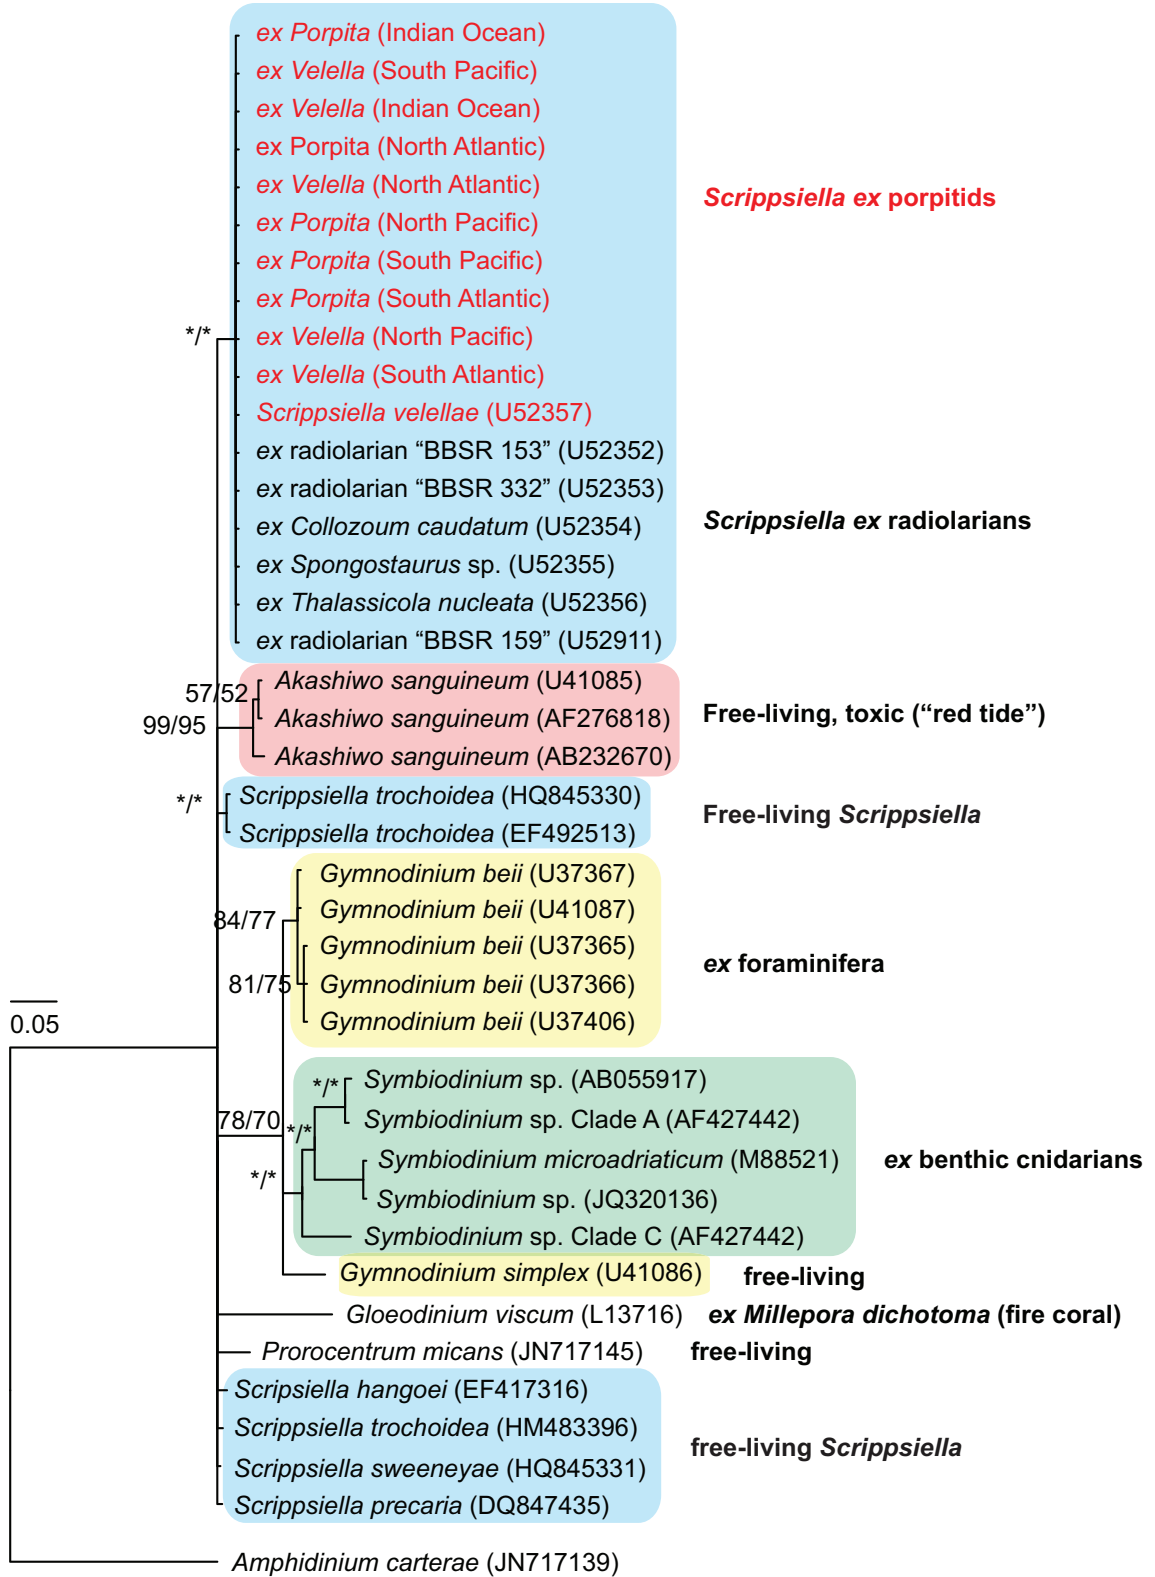 ex Porpita (Indian Ocean)
ex Velella (South Pacific)
ex Velella (Indian Ocean)
ex Porpita (North Atlantic)
ex Velella (North Atlantic)
Scrippsiella ex porpitids
ex Porpita (North Pacific)
ex Porpita (South Pacific)
ex Porpita (South Atlantic)
*/*
ex Velella (North Pacific)
ex Velella (South Atlantic)
Scrippsiella velellae (U52357)
ex radiolarian “BBSR 153” (U52352)
ex radiolarian “BBSR 332” (U52353)
ex Collozoum caudatum (U52354)
Scrippsiella ex radiolarians
ex Spongostaurus sp. (U52355)
ex Thalassicola nucleata (U52356)
ex radiolarian “BBSR 159” (U52911)
Akashiwo sanguineum (U41085)
57/52
99/95
Akashiwo sanguineum (AF276818)
Free-living, toxic (“red tide”)
Akashiwo sanguineum (AB232670)
*/*
Scrippsiella trochoidea (HQ845330)
Free-living Scrippsiella
Scrippsiella trochoidea (EF492513)
Gymnodinium beii (U37367)
84/77
Gymnodinium beii (U41087)
Gymnodinium beii (U37365)
ex foraminifera
81/75
Gymnodinium beii (U37366)
Gymnodinium beii (U37406)
0.05
*/*
Symbiodinium sp. (AB055917)
78/70
*/*
Symbiodinium sp. Clade A (AF427442)
Symbiodinium microadriaticum (M88521)
ex benthic cnidarians
*/*
Symbiodinium sp. (JQ320136)
Symbiodinium sp. Clade C (AF427442)
Gymnodinium simplex (U41086)
free-living
Gloeodinium viscum (L13716)
ex Millepora dichotoma (fire coral)
Prorocentrum micans (JN717145)
free-living
Scripsiella hangoei (EF417316)
Scrippsiella trochoidea (HM483396)
free-living Scrippsiella
Scrippsiella sweeneyae (HQ845331)
Scrippsiella precaria (DQ847435)
Amphidinium carterae (JN717139)